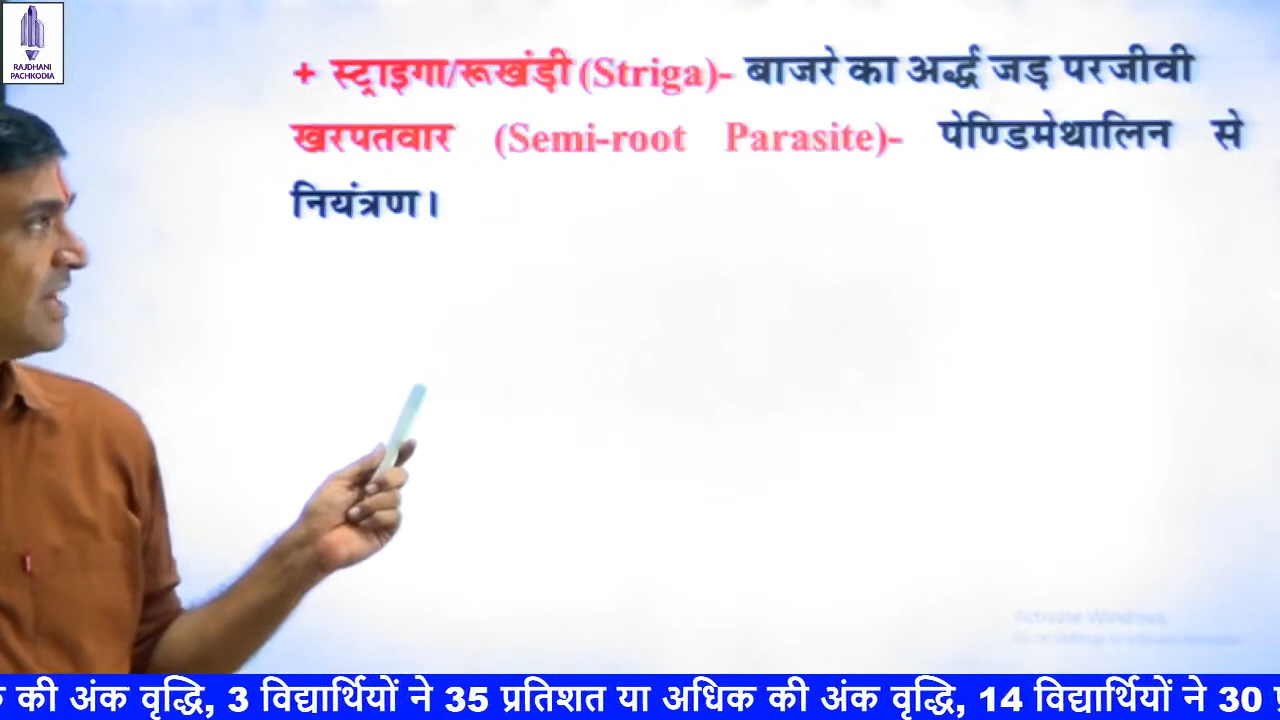 RAJDHANI
PACHKODIA
+ स्ट्राइगा/रूखंड़ी (Striga)- बाजरे का अर्द्ध जड़ परजीवी
खरपतवार (Semi-root Parasite)- पेण्डिमेथालिन से
नियंत्रण।
Activate Windows
की अंक वृद्धि, 3 विद्यार्थियों ने 35 प्रतिशत या अधिक की अंक वृद्धि, 14 विद्यार्थियों ने 30